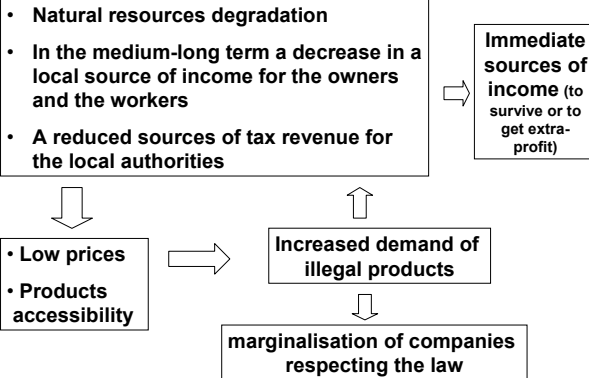 • Natural resources degradation
• In the medium-long term a decrease in a
local source of income for the owners
and the workers
• A reduced sources of tax revenue for
the local authorities
Immediate
sources of
income (to
survive or to
get extra-
profit)
• Low prices
• Products
accessibility
Increased demand of
illegal products
marginalisation of companies
respecting the law